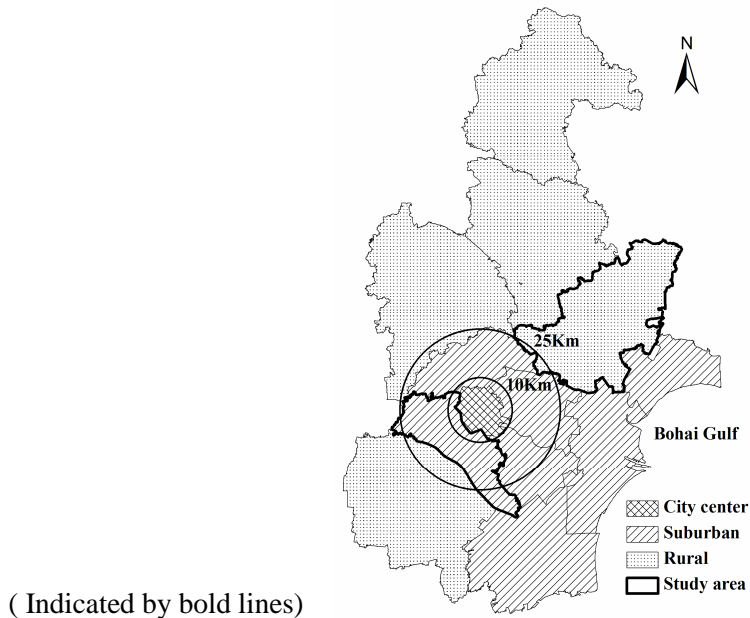 N
25Km
10Km
Bohai Gulf
City center
Suburban
Rural
Study area
( Indicated by bold lines)